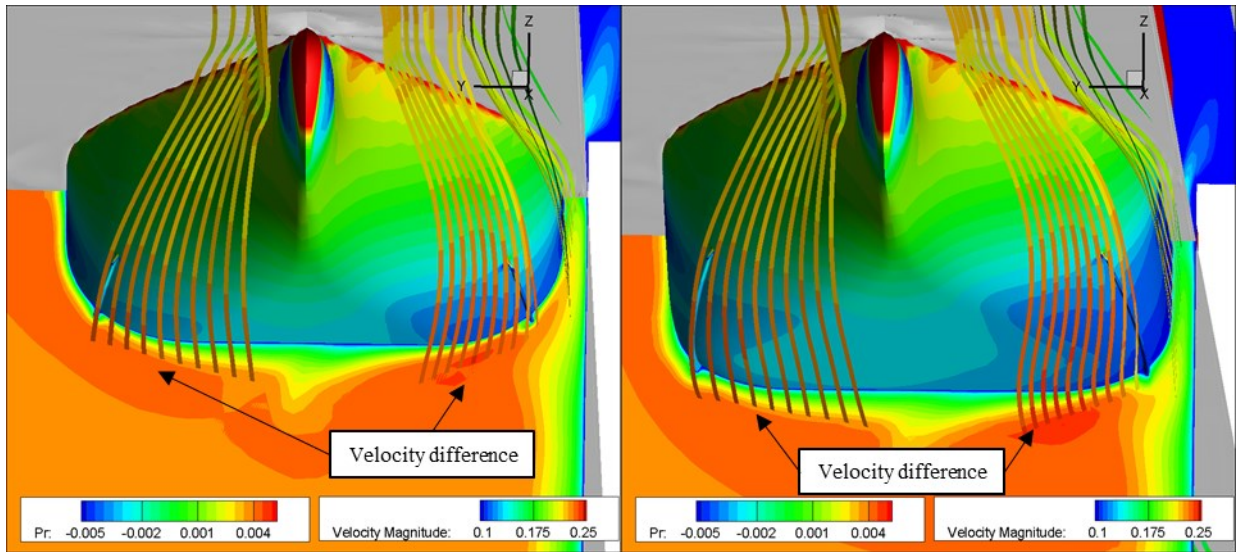 Z
Y
X
Velocity difference
Pr: -0.005 -0.002 0.001 0.004
Velocity Magnitude: 0.1 0.175 0.25
Z
Y
X
Velocity difference
Pr: -0.005 -0.002 0.001 0.004
Velocity Magnitude: 0.1 0.175 0.25